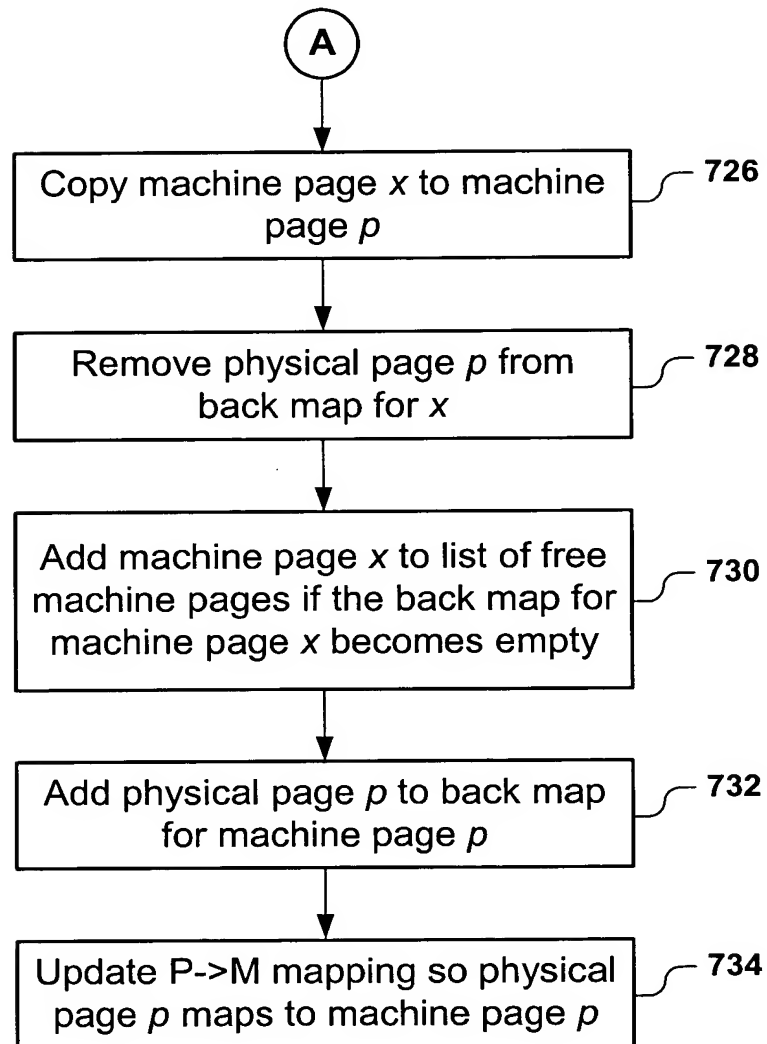 A
Copy machine page x to machine
page p
726
Remove physical page p from
back map for x
728
Add machine page x to list of free
machine pages if the back map for
machine page x becomes empty
730
Add physical page p to back map
for machine page p
732
Update P->M mapping so physical
page p maps to machine page p
734